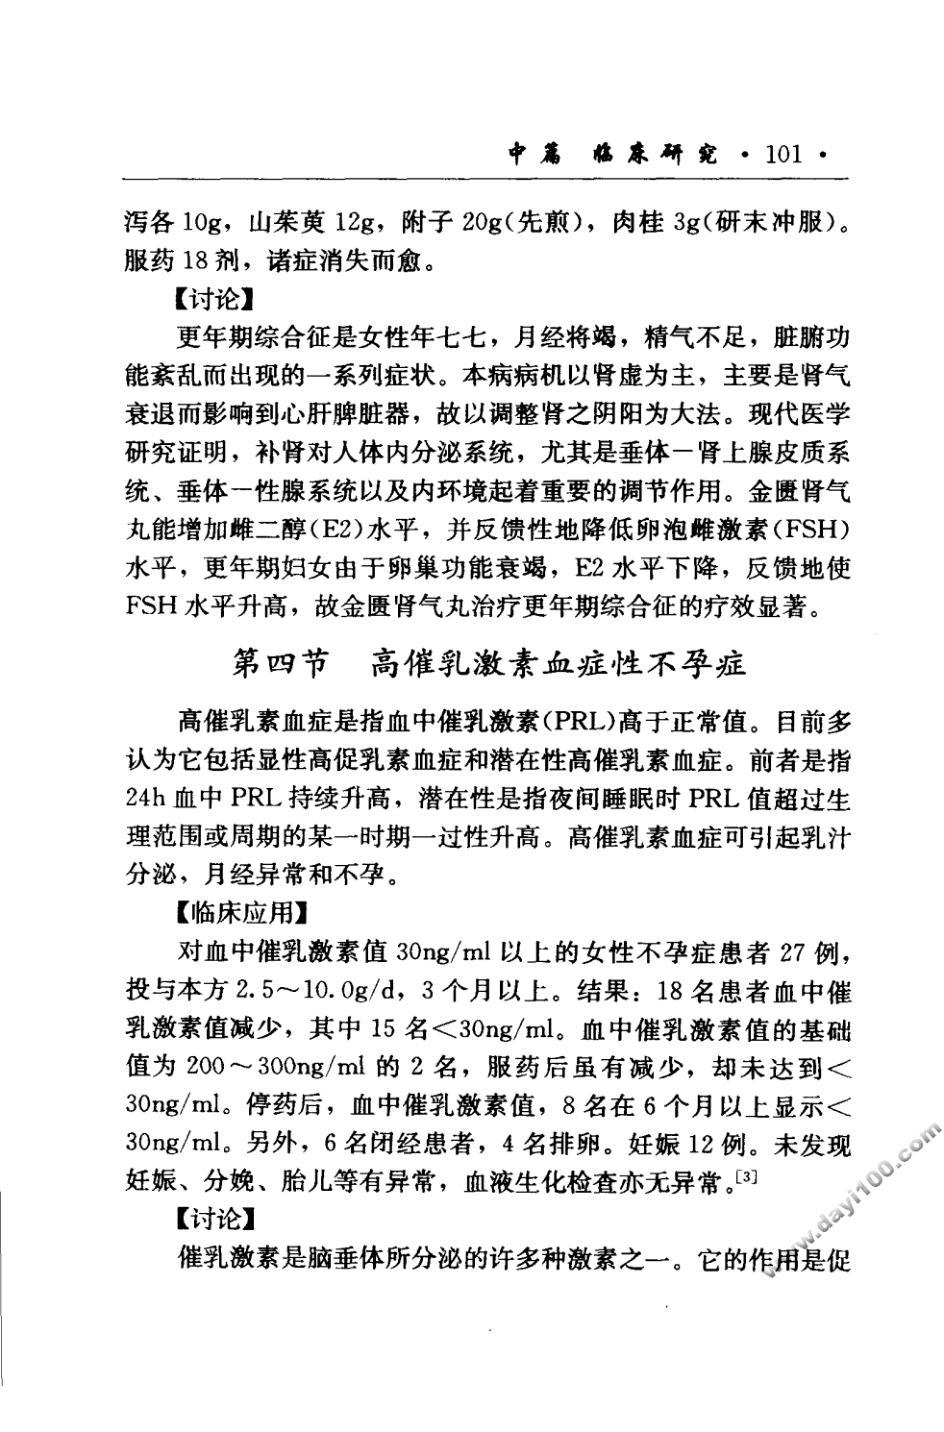 中篇 临床研究 · 101 ·
泻各 10g，山茱萸 12g，附子 20g(先煎)，肉桂 3g(研末冲服)。
服药 18 剂，诸症消失而愈。
【讨论】
更年期综合征是女性年七七，月经将竭，精气不足，脏腑功
能紊乱而出现的一系列症状。本病病机以肾虚为主，主要是肾气
衰退而影响到心肝脾脏器，故以调整肾之阴阳为大法。现代医学
研究证明，补肾对人体内分泌系统，尤其是垂体—肾上腺皮质系
统、垂体—性腺系统以及内环境起着重要的调节作用。金匮肾气
丸能增加雌二醇(E2)水平，并反馈性地降低卵泡雌激素(FSH)
水平，更年期妇女由于卵巢功能衰竭，E2 水平下降，反馈地使
FSH 水平升高，故金匮肾气丸治疗更年期综合征的疗效显著。
第四节 高催乳激素血症性不孕症
高催乳素血症是指血中催乳激素(PRL)高于正常值。目前多
认为它包括显性高促乳素血症和潜在性高催乳素血症。前者是指
24h 血中 PRL 持续升高，潜在性是指夜间睡眠时 PRL 值超过生
理范围或周期的某一时期一过性升高。高催乳素血症可引起乳汁
分泌、月经异常和不孕。
【临床应用】
对血中催乳激素值 30ng/ml 以上的女性不孕症患者 27 例，
投与本方 2.5～10.0g/d，3 个月以上。结果：18 名患者血中催
乳激素值减少，其中 15 名＜30ng/ml。血中催乳激素值的基础
值为 200～300ng/ml 的 2 名，服药后虽有减少，却未达到＜
30ng/ml。停药后，血中催乳激素值，8 名在 6 个月以上显示＜
30ng/ml。另外，6 名闭经患者，4 名排卵。妊娠 12 例。未发现
妊娠、分娩、胎儿等有异常，血液生化检查亦无异常。[3]
【讨论】
催乳激素是脑垂体所分泌的许多种激素之一。它的作用是促
www.dayi100.com